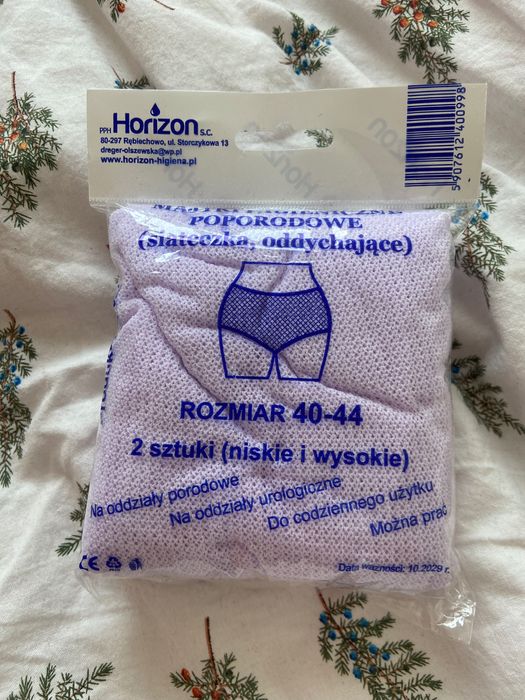 PPH Horizon S.C.
80-297 Rębiechowo, ul. Storczykowa 13
dreger-olszewska@wp.pl
www.horizon-higiena.pl
5907612400998
POPORODOWE
(siateczka, oddychające)
ROZMIAR 40-44
2 sztuki (niskie i wysokie)
Na oddziały porodowe
Na oddziały urologiczne
Do codziennego użytku
Można prać
CE
Data ważności: 10.2029 r.